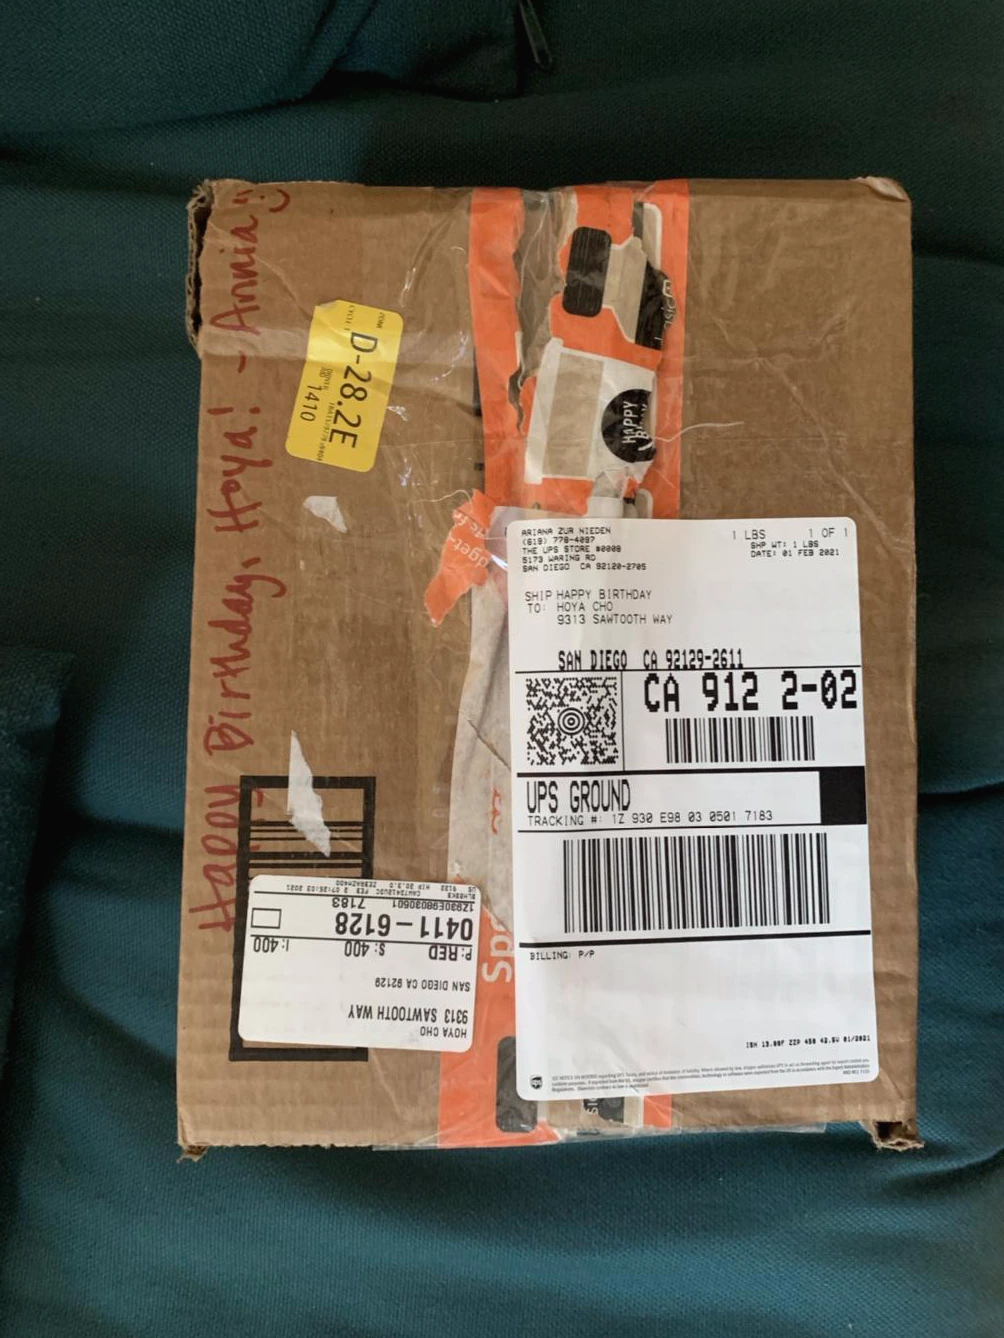 Happy Birthday, Hoya! - Annia
D-28.2E
1410
HAPPY
ARIANA ZUR NIEDEN
(619) 778-4097
THE UPS STORE #0008
5173 WARING RD
SAN DIEGO CA 92120-2705
1 LBS 1 OF 1
SHP WT: 1 LBS
DATE: 01 FEB 2021
SHIP HAPPY BIRTHDAY
TO: HOYA CHO
9313 SAWTOOTH WAY
SAN DIEGO CA 92129-2611
CA 912 2-02
UPS GROUND
TRACKING #: 1Z 930 E98 03 0501 7183
BILLING: P/P
HOYA CHO
9313 SAWTOOTH WAY
SAN DIEGO CA 92129
P: RED S: 400 I: 400
0411-6128
1Z930E9803050‌1
7183